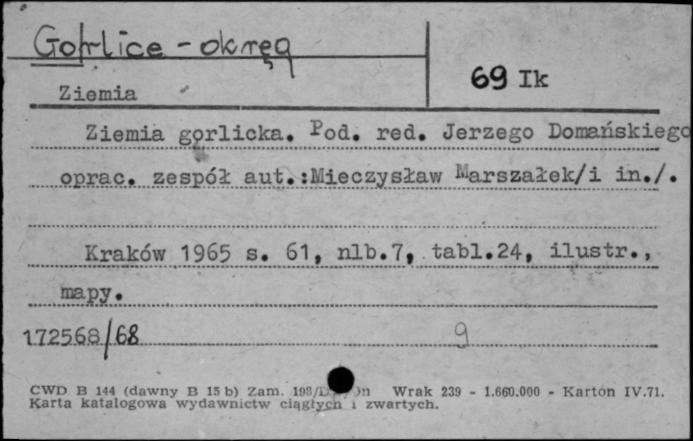 Gorlice - okręg
69 Ik
Ziemia
Ziemia gorlicka. Pod. red. Jerzego Domańskiego
oprac. zespół aut.:Mieczysław Marszałek/i in./.
Kraków 1965 s. 61, nlb.7, tabl.24, ilustr.,
mapy.
172568/68 9
CWD B 144 (dawny B 15 b) Zam. Wrak 239 - 1.660.000 - Karton IV.71.
Karta katalogowa wydawnictw ciągłych i zwartych.